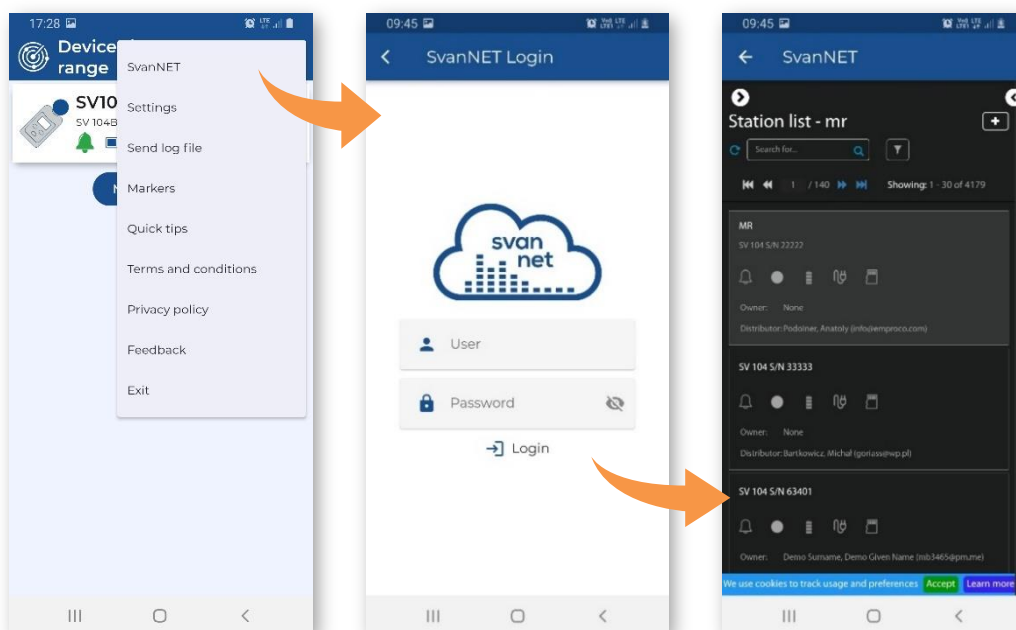 17:28
LTE
Device
range
SV10
SV 104B
SvanNET
Settings
Send log file
Markers
Quick tips
Terms and conditions
Privacy policy
Feedback
Exit
09:45
SvanNET Login
svan
net
User
Password
Login
09:45
SvanNET
Station list - mr
Search for...
1 / 140 Showing: 1 - 30 of 4179
MR
SV 104 S/N 22222
Owner: None
Distributor: Podolner, Anatoly (info@emproco.com)
SV 104 S/N 33333
Owner: None
Distributor: Bartkowicz, Michał (goriass@wp.pl)
SV 104 S/N 63401
Owner: Demo Surname, Demo Given Name (mb3465@pm.me)
We use cookies to track usage and preferences Accept Learn more